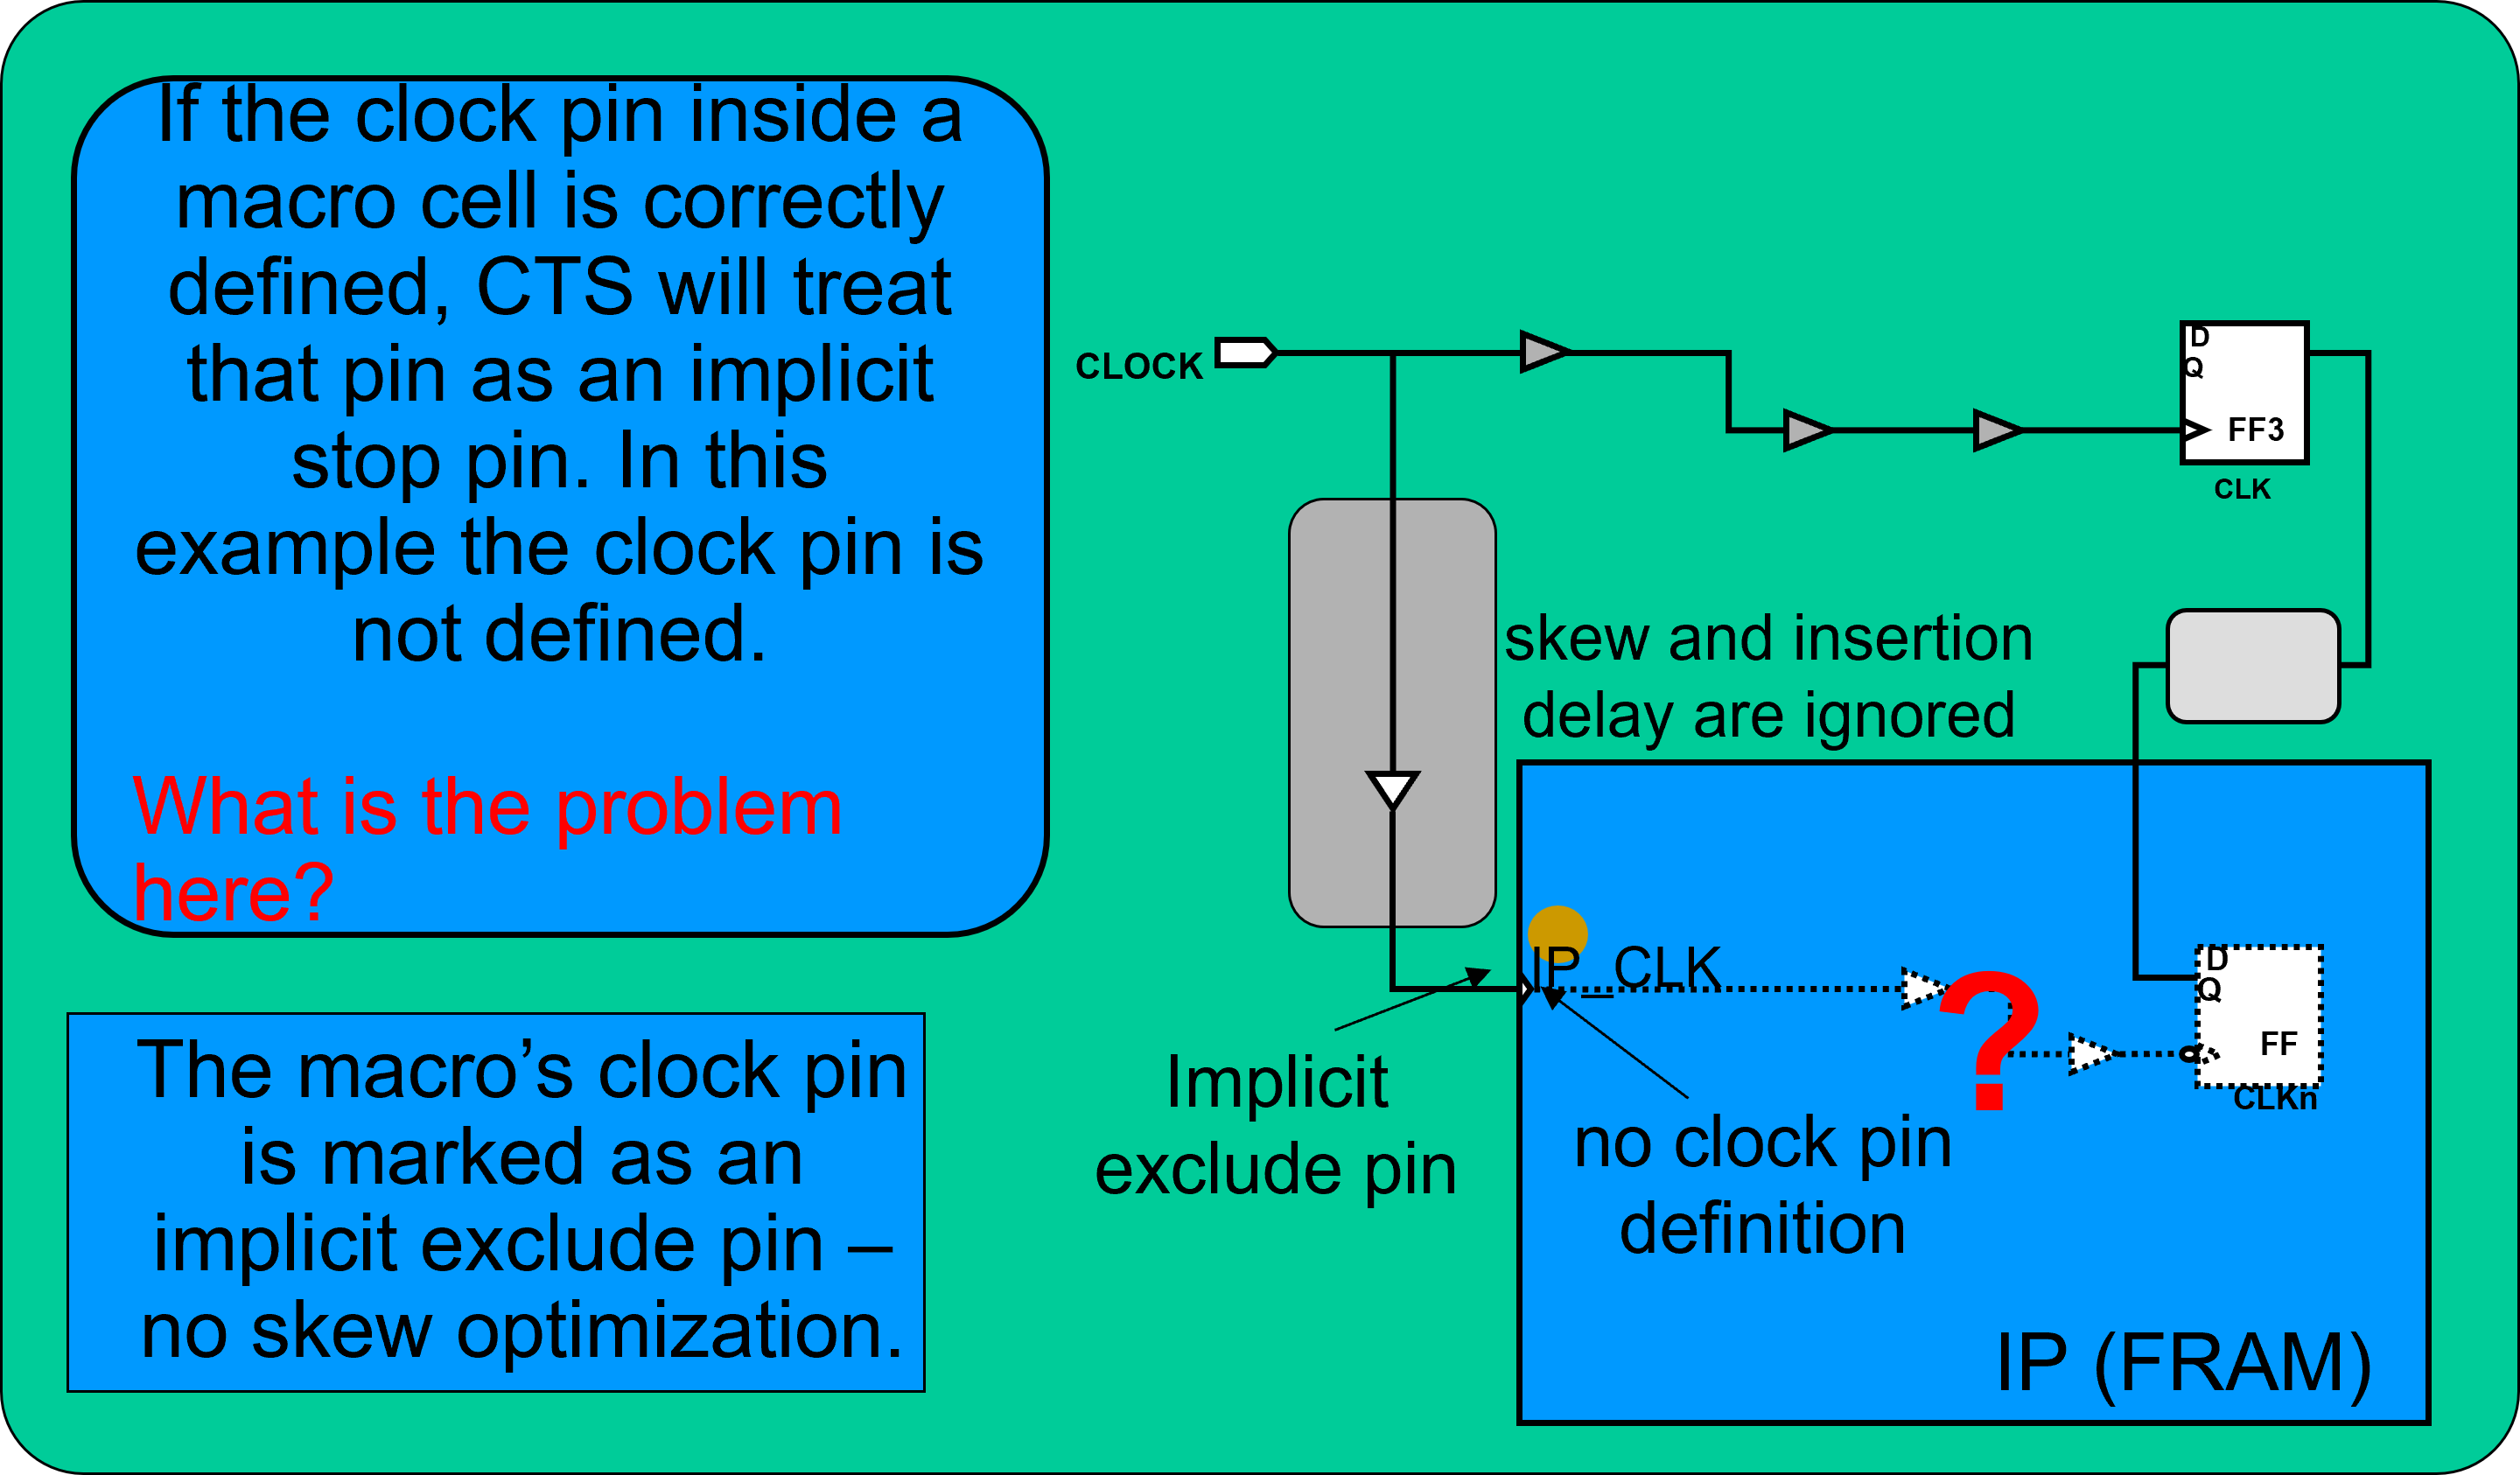 If the clock pin inside a
macro cell is correctly
defined, CTS will treat
that pin as an implicit
stop pin. In this
example the clock pin is
not defined.
What is the problem
here?
The macro’s clock pin
is marked as an
implicit exclude pin –
no skew optimization.
CLOCK
D
Q
FF3
CLK
skew and insertion
delay are ignored
IP_CLK
?
D
Q
FF
CLKn
Implicit
exclude pin
no clock pin
definition
IP (FRAM)